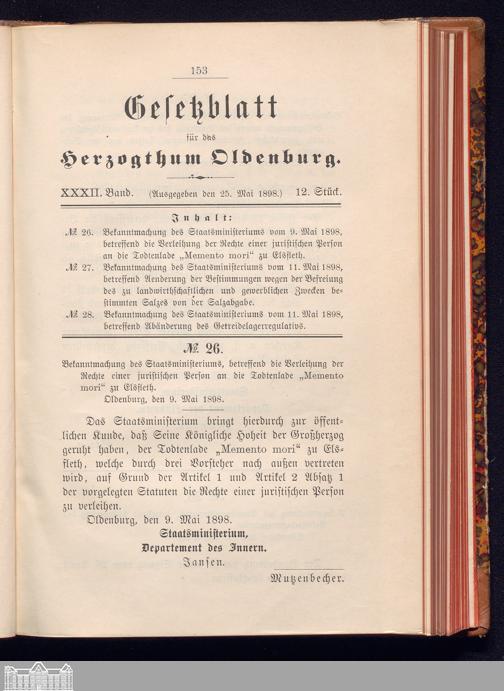 153
Gesetzblatt
für das
Herzogthum Oldenburg.
XXXII. Band. (Ausgegeben den 25. Mai 1898.) 12. Stück.
Inhalt:
№ 26. Bekanntmachung des Staatsministeriums vom 9. Mai 1898,
betreffend die Verleihung der Rechte einer juristischen Person
an die Todtenlade „Memento mori“ zu Elsfleth.
№ 27. Bekanntmachung des Staatsministeriums vom 11. Mai 1898,
betreffend Aenderung der Bestimmungen wegen der Befreiung
des zu landwirthschaftlichen und gewerblichen Zwecken be-
stimmten Salzes von der Salzabgabe.
№ 28. Bekanntmachung des Staatsministeriums vom 11. Mai 1898,
betreffend Abänderung des Getreidelagerregulativs.
№ 26.
Bekanntmachung des Staatsministeriums, betreffend die Verleihung der
Rechte einer juristischen Person an die Todtenlade „Memento
mori“ zu Elsfleth.
Oldenburg, den 9. Mai 1898.
Das Staatsministerium bringt hierdurch zur öffent-
lichen Kunde, daß Seine Königliche Hoheit der Großherzog
geruht haben, der Todtenlade „Memento mori“ zu Els-
fleth, welche durch drei Vorsteher nach außen vertreten
wird, auf Grund der Artikel 1 und Artikel 2 Absatz 1
der vorgelegten Statuten die Rechte einer juristischen Person
zu verleihen.
Oldenburg, den 9. Mai 1898.
Staatsministerium,
Departement des Innern.
Jansen.
Mutzenbecher.